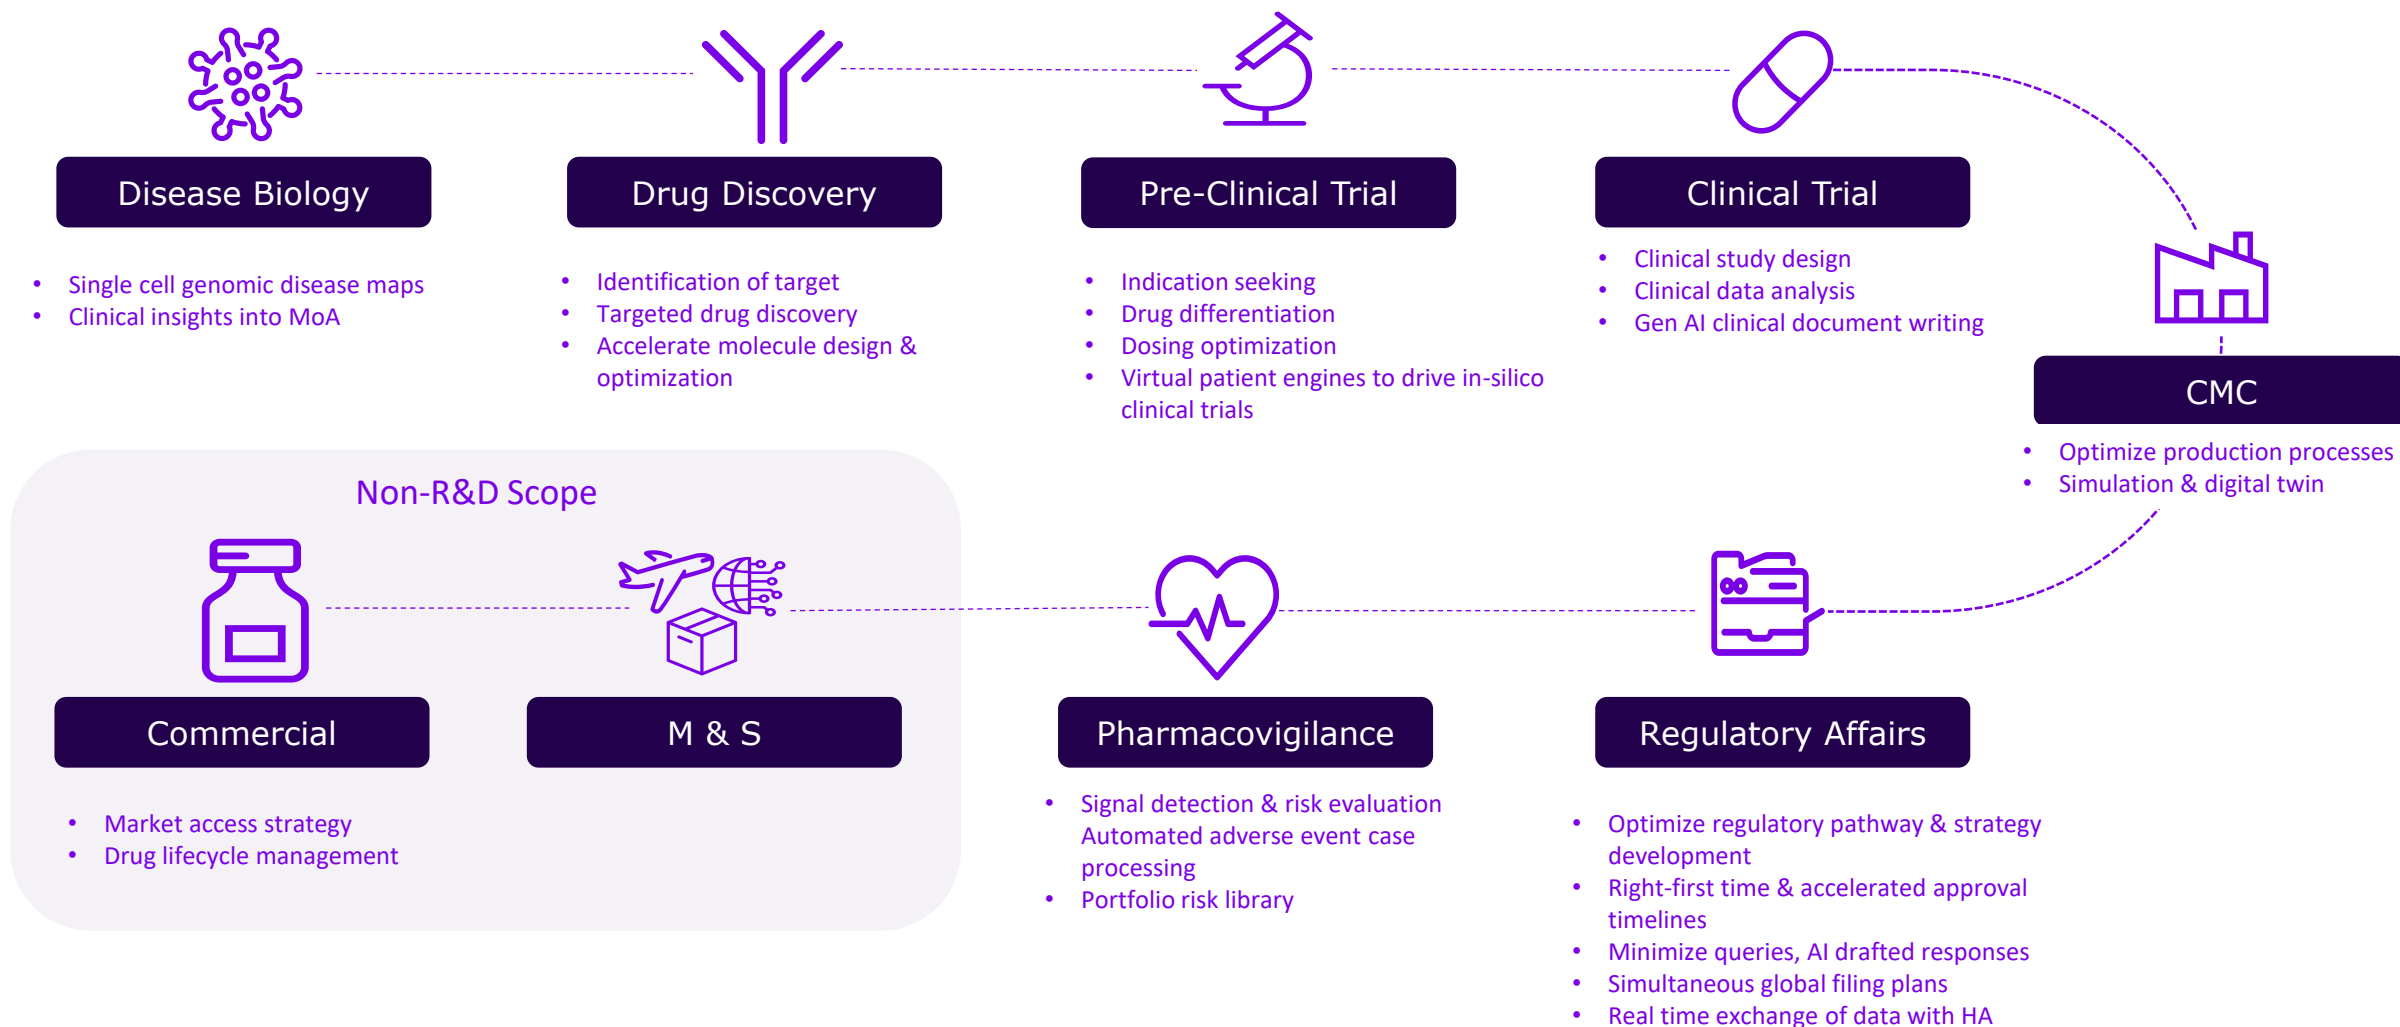 Disease Biology
• Single cell genomic disease maps
• Clinical insights into MoA
Drug Discovery
• Identification of target
• Targeted drug discovery
• Accelerate molecule design &
optimization
Pre-Clinical Trial
• Indication seeking
• Drug differentiation
• Dosing optimization
• Virtual patient engines to drive in-silico
clinical trials
Clinical Trial
• Clinical study design
• Clinical data analysis
• Gen AI clinical document writing
CMC
• Optimize production processes
• Simulation & digital twin
Non-R&D Scope
Commercial
• Market access strategy
• Drug lifecycle management
M & S
Pharmacovigilance
• Signal detection & risk evaluation
Automated adverse event case
processing
• Portfolio risk library
Regulatory Affairs
• Optimize regulatory pathway & strategy
development
• Right-first time & accelerated approval
timelines
• Minimize queries, AI drafted responses
• Simultaneous global filing plans
• Real time exchange of data with HA